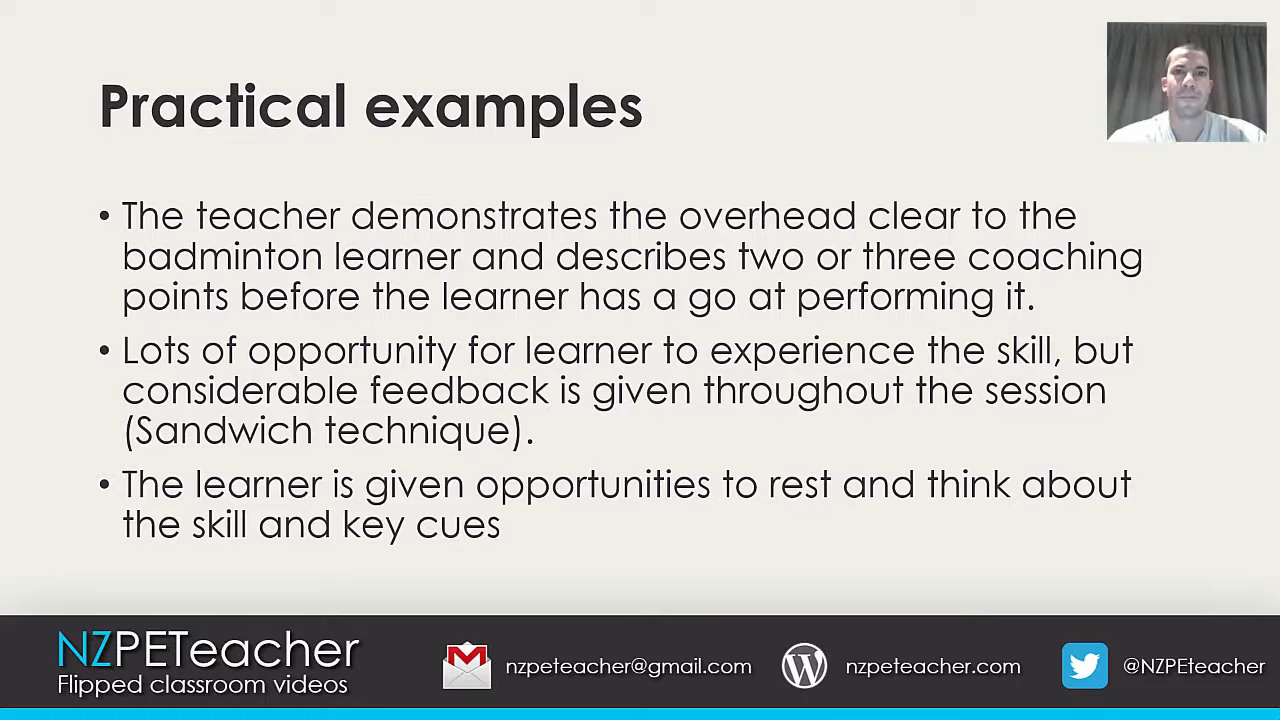 Practical examples
• The teacher demonstrates the overhead clear to the
badminton learner and describes two or three coaching
points before the learner has a go at performing it.
• Lots of opportunity for learner to experience the skill, but
considerable feedback is given throughout the session
(Sandwich technique).
• The learner is given opportunities to rest and think about
the skill and key cues
NZPETeacher
Flipped classroom videos
nzpeteacher@gmail.com
nzpeteacher.com
@NZPEteacher